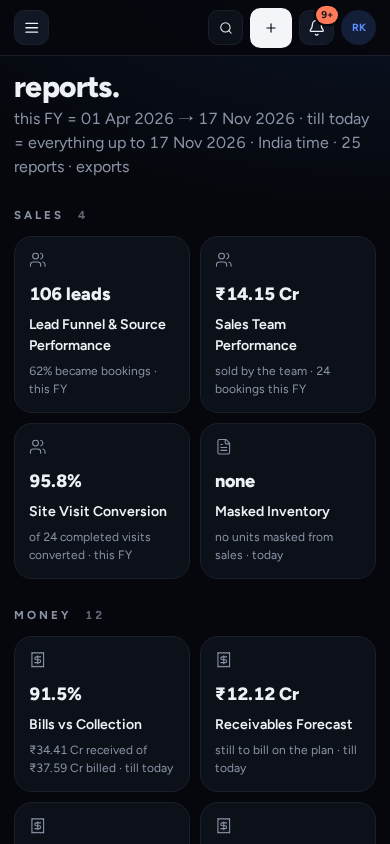 9+
RK
reports.
this FY = 01 Apr 2026 → 17 Nov 2026 · till today
= everything up to 17 Nov 2026 · India time · 25
reports · exports
SALES 4
106 leads
Lead Funnel & Source
Performance
62% became bookings ·
this FY
₹14.15 Cr
Sales Team
Performance
sold by the team · 24
bookings this FY
95.8%
Site Visit Conversion
of 24 completed visits
converted · this FY
none
Masked Inventory
no units masked from
sales · today
MONEY 12
91.5%
Bills vs Collection
₹34.41 Cr received of
₹37.59 Cr billed · till today
₹12.12 Cr
Receivables Forecast
still to bill on the plan · till
today